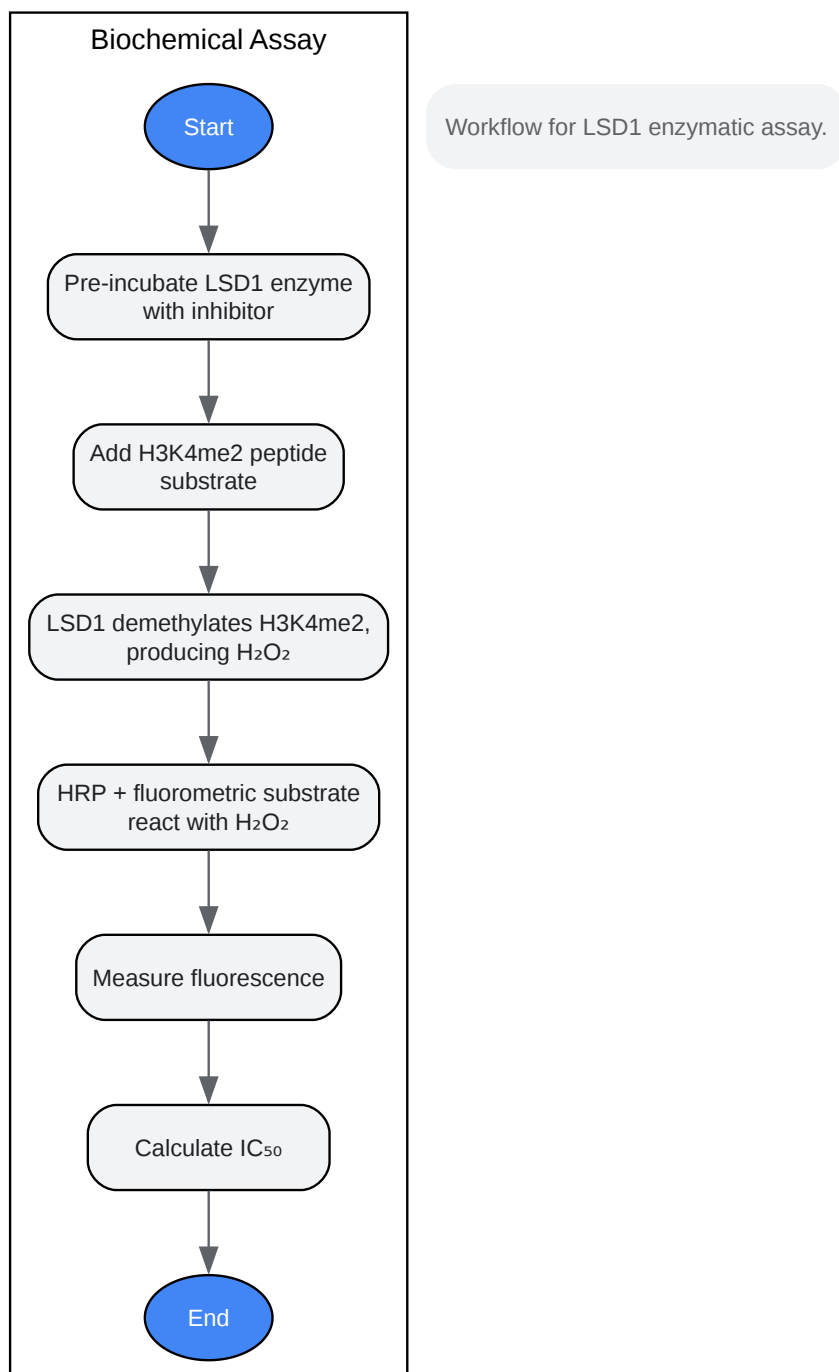 Biochemical Assay
Start
Workflow for LSD1 enzymatic assay.
Pre-incubate LSD1 enzyme
with inhibitor
Add H3K4me2 peptide
substrate
LSD1 demethylates H3K4me2,
producing H₂O₂
HRP + fluorometric substrate
react with H₂O₂
Measure fluorescence
Calculate IC₅₀
End